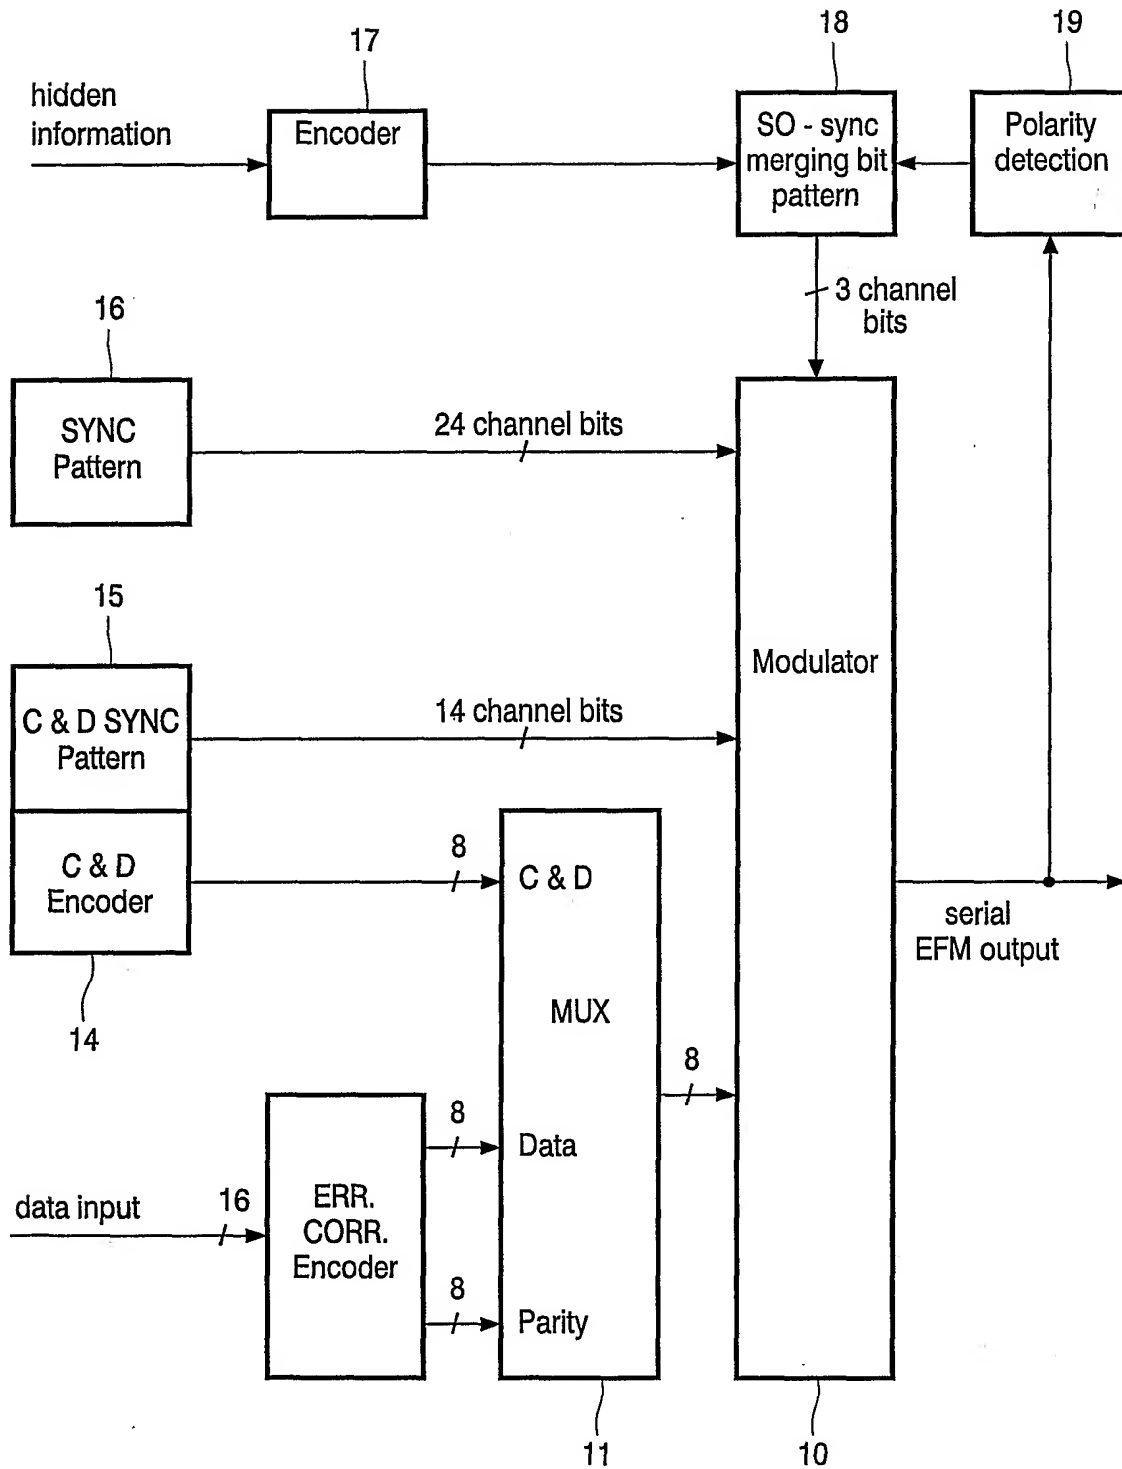 18
19
17
hidden
information
Encoder
SO - sync
merging bit
pattern
Polarity
detection
3 channel
bits
16
SYNC
Pattern
24 channel bits
15
C & D SYNC
Pattern
14 channel bits
Modulator
C & D
Encoder
8
C & D
serial
EFM output
14
MUX
8
8
Data
data input
16
ERR.
CORR.
Encoder
8
Parity
11
10